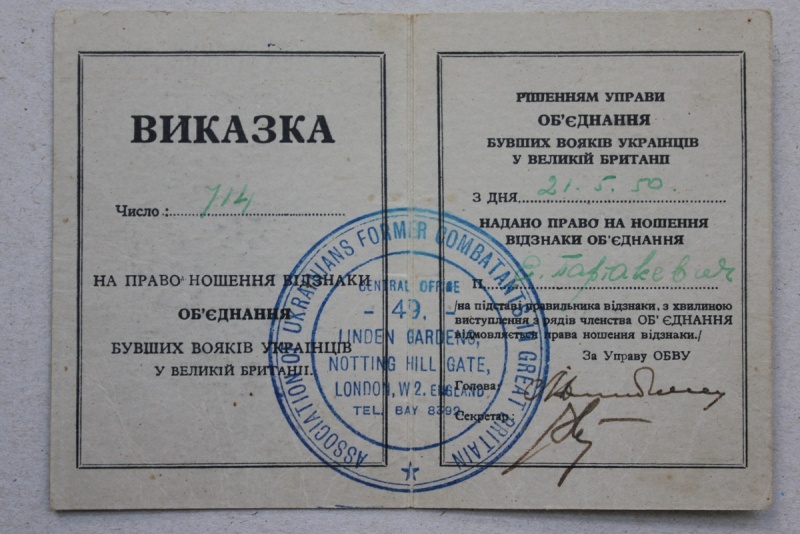 ВИКАЗКА
Число : 714
НА ПРАВО НОШЕННЯ ВІДЗНАКИ
ОБ'ЄДНАННЯ
БУВШИХ ВОЯКІВ УКРАЇНЦІВ
У ВЕЛИКІЙ БРИТАНІЇ.
РІШЕННЯМ УПРАВИ
ОБ'ЄДНАННЯ
БУВШИХ ВОЯКІВ УКРАЇНЦІВ
У ВЕЛИКІЙ БРИТАНІЇ
З ДНЯ 21. 5. 50.
НАДАНО ПРАВО НА НОШЕННЯ
ВІДЗНАКИ ОБ'ЄДНАННЯ
П.
/на підставі правильника відзнаки, з хвилиною
виступлення з рядів членства ОБ'ЄДНАННЯ
відмовляється права ношення відзнаки./
За Управу ОБВУ
Голова:
Секретар:
ASSOCIATION OF UKRAINIANS FORMER COMBATANTS IN GREAT BRITAIN
CENTRAL OFFICE
- 49. -
LINDEN GARDENS,
NOTTING HILL GATE,
LONDON, W2. ENGLAND
TEL. BAY 8392